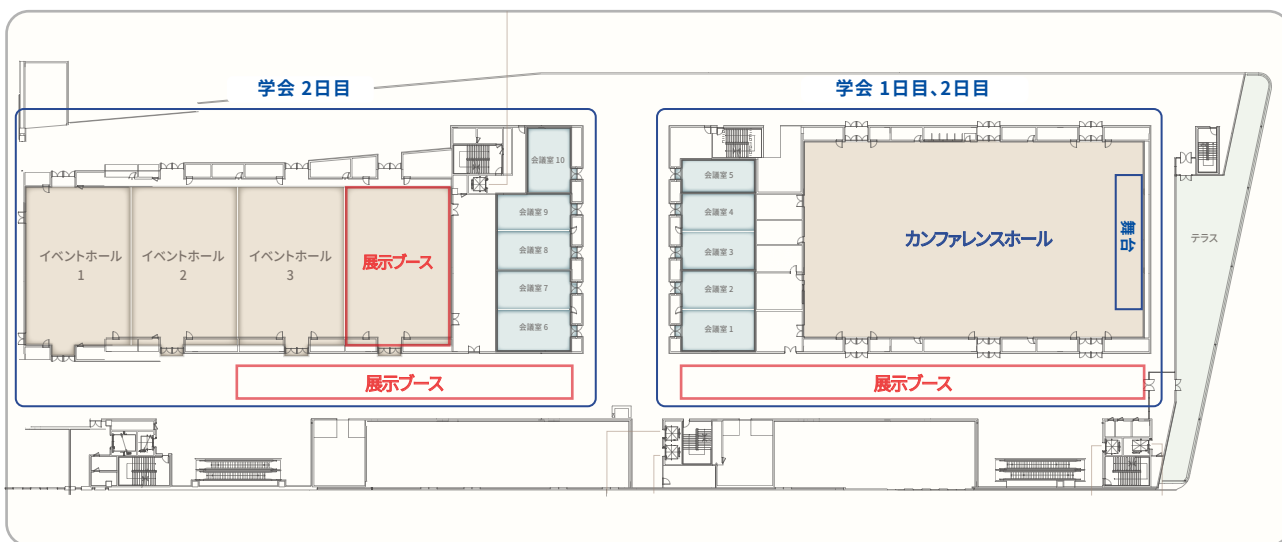 学会 2日目
学会 1日目、2日目
会議室 10
会議室 9
会議室 8
会議室 7
会議室 6
イベントホール
1
イベントホール
2
イベントホール
3
展示ブース
展示ブース
会議室 5
会議室 4
会議室 3
会議室 2
会議室 1
カンファレンスホール
舞台
テラス
展示ブース